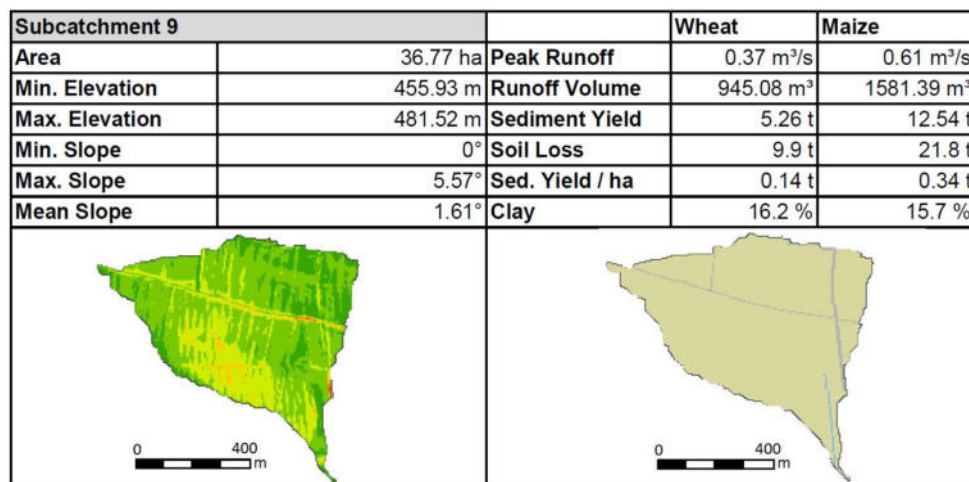 Subcatchment 9 Wheat Maize
Area 36.77 ha Peak Runoff 0.37 m³/s 0.61 m³/s
Min. Elevation 455.93 m Runoff Volume 945.08 m³ 1581.39 m³
Max. Elevation 481.52 m Sediment Yield 5.26 t 12.54 t
Min. Slope 0° Soil Loss 9.9 t 21.8 t
Max. Slope 5.57° Sed. Yield / ha 0.14 t 0.34 t
Mean Slope 1.61° Clay 16.2 % 15.7 %
0 400 0 400
m m